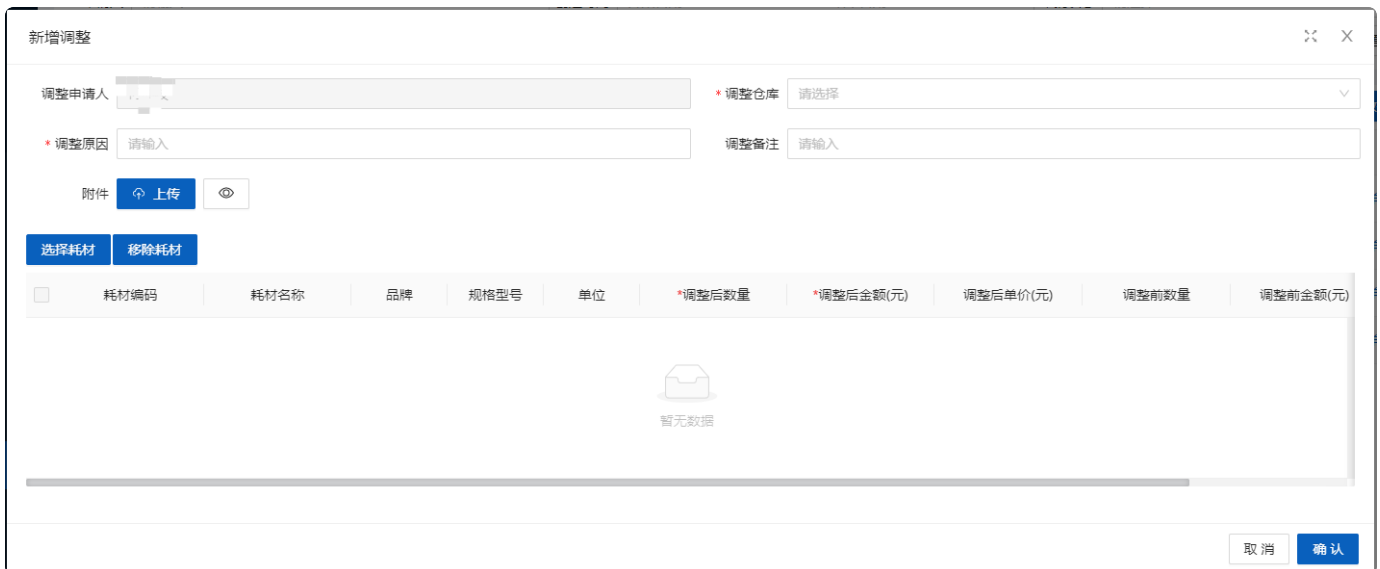 新增调整
调整申请人
* 调整仓库 请选择
* 调整原因 请输入
调整备注 请输入
附件 上传
选择耗材 移除耗材
耗材编码 耗材名称 品牌 规格型号 单位 *调整后数量 *调整后金额(元) 调整后单价(元) 调整前数量 调整前金额(元)
暂无数据
取消 确认